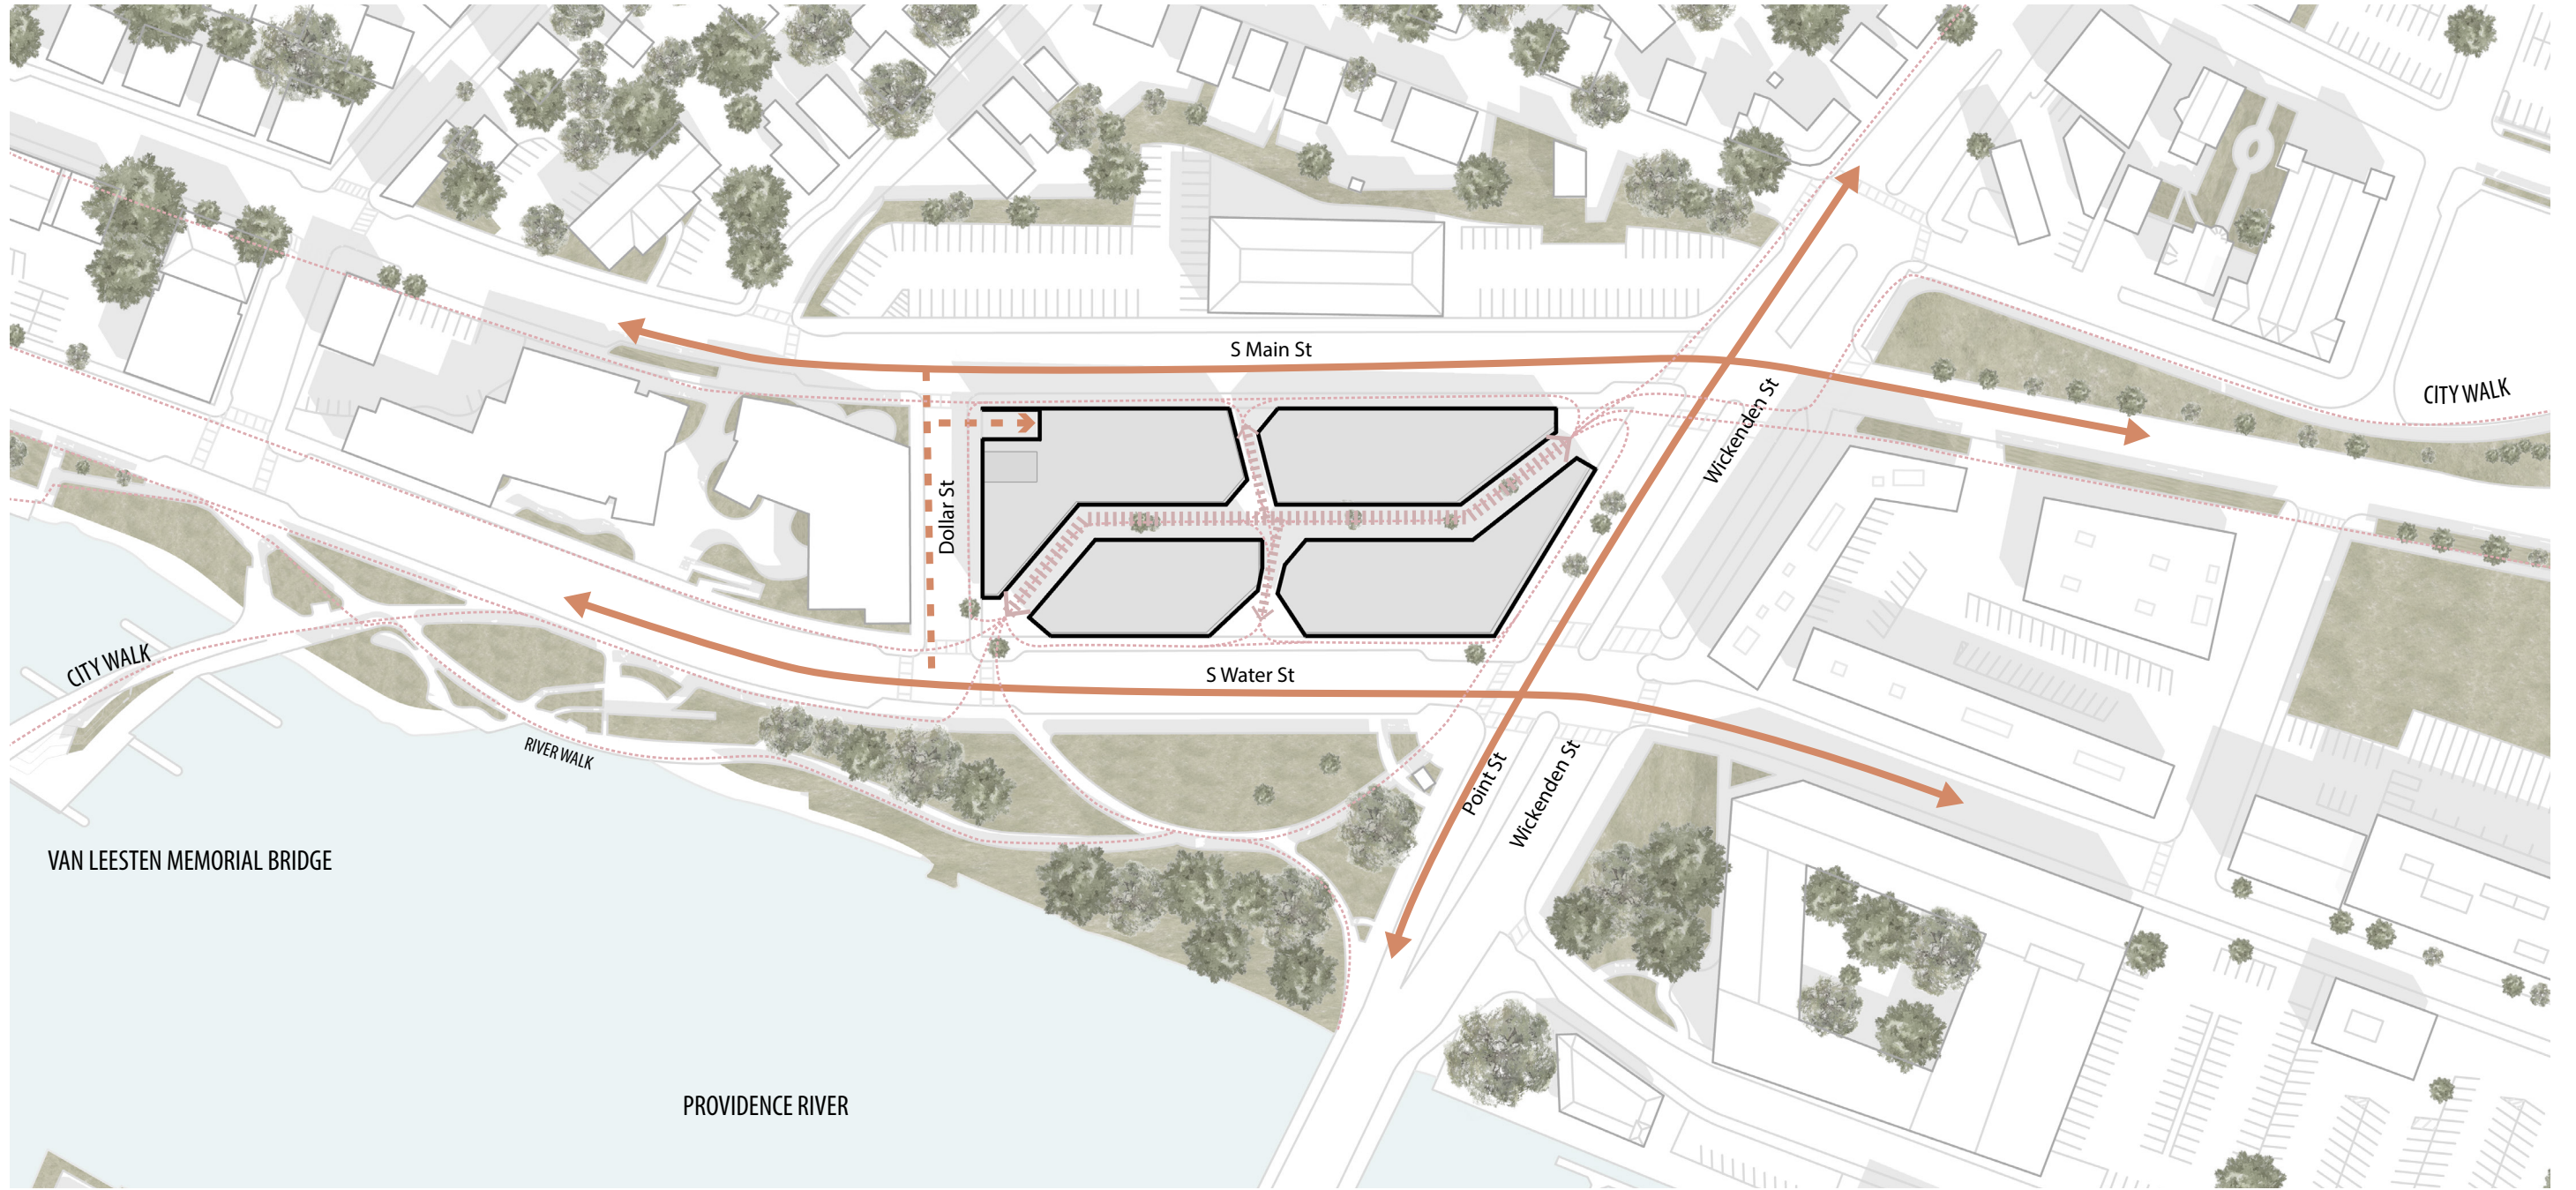 S Main St
Wickenden St
CITY WALK
Dollar St
CITY WALK
S Water St
RIVER WALK
Point St
Wickenden St
VAN LEESTEN MEMORIAL BRIDGE
PROVIDENCE RIVER